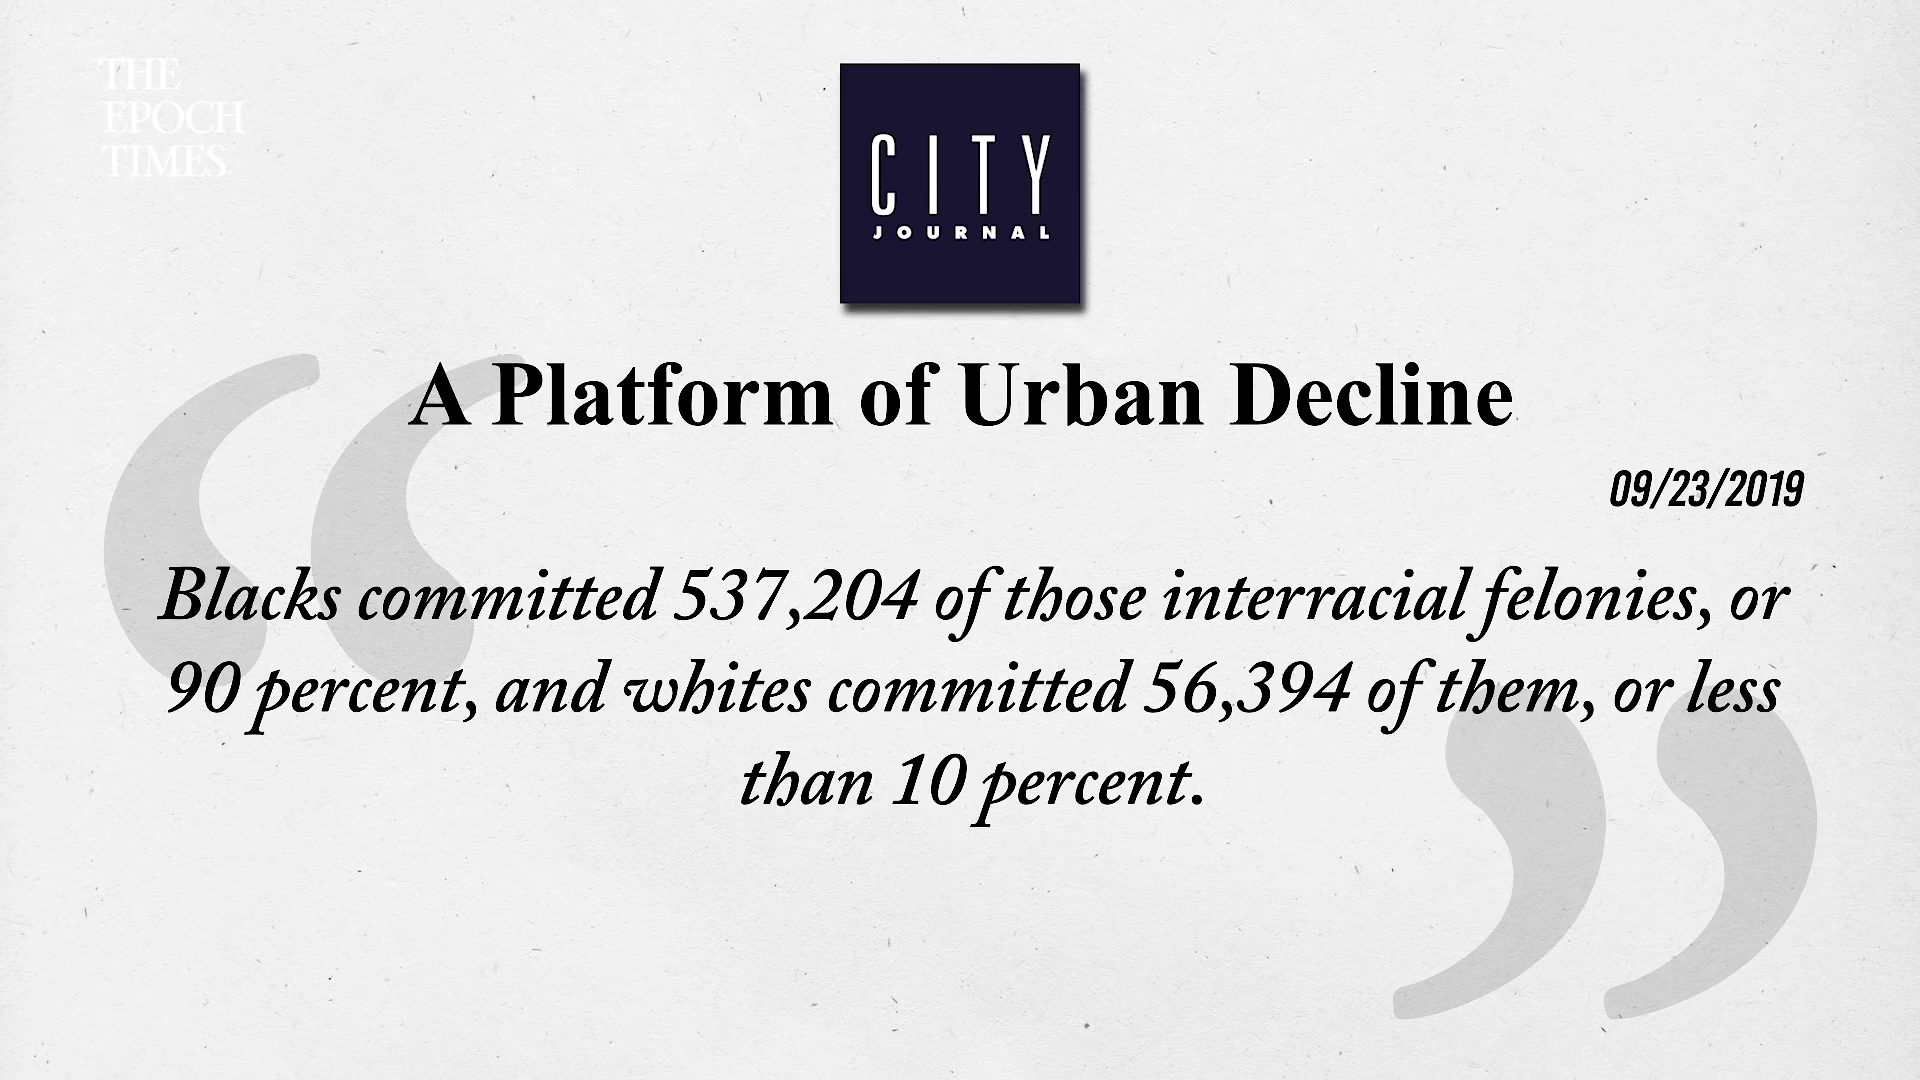 THE
EPOCH
TIMES
CITY
JOURNAL
A Platform of Urban Decline
09/23/2019
Blacks committed 537,204 of those interracial felonies, or
90 percent, and whites committed 56,394 of them, or less
than 10 percent.